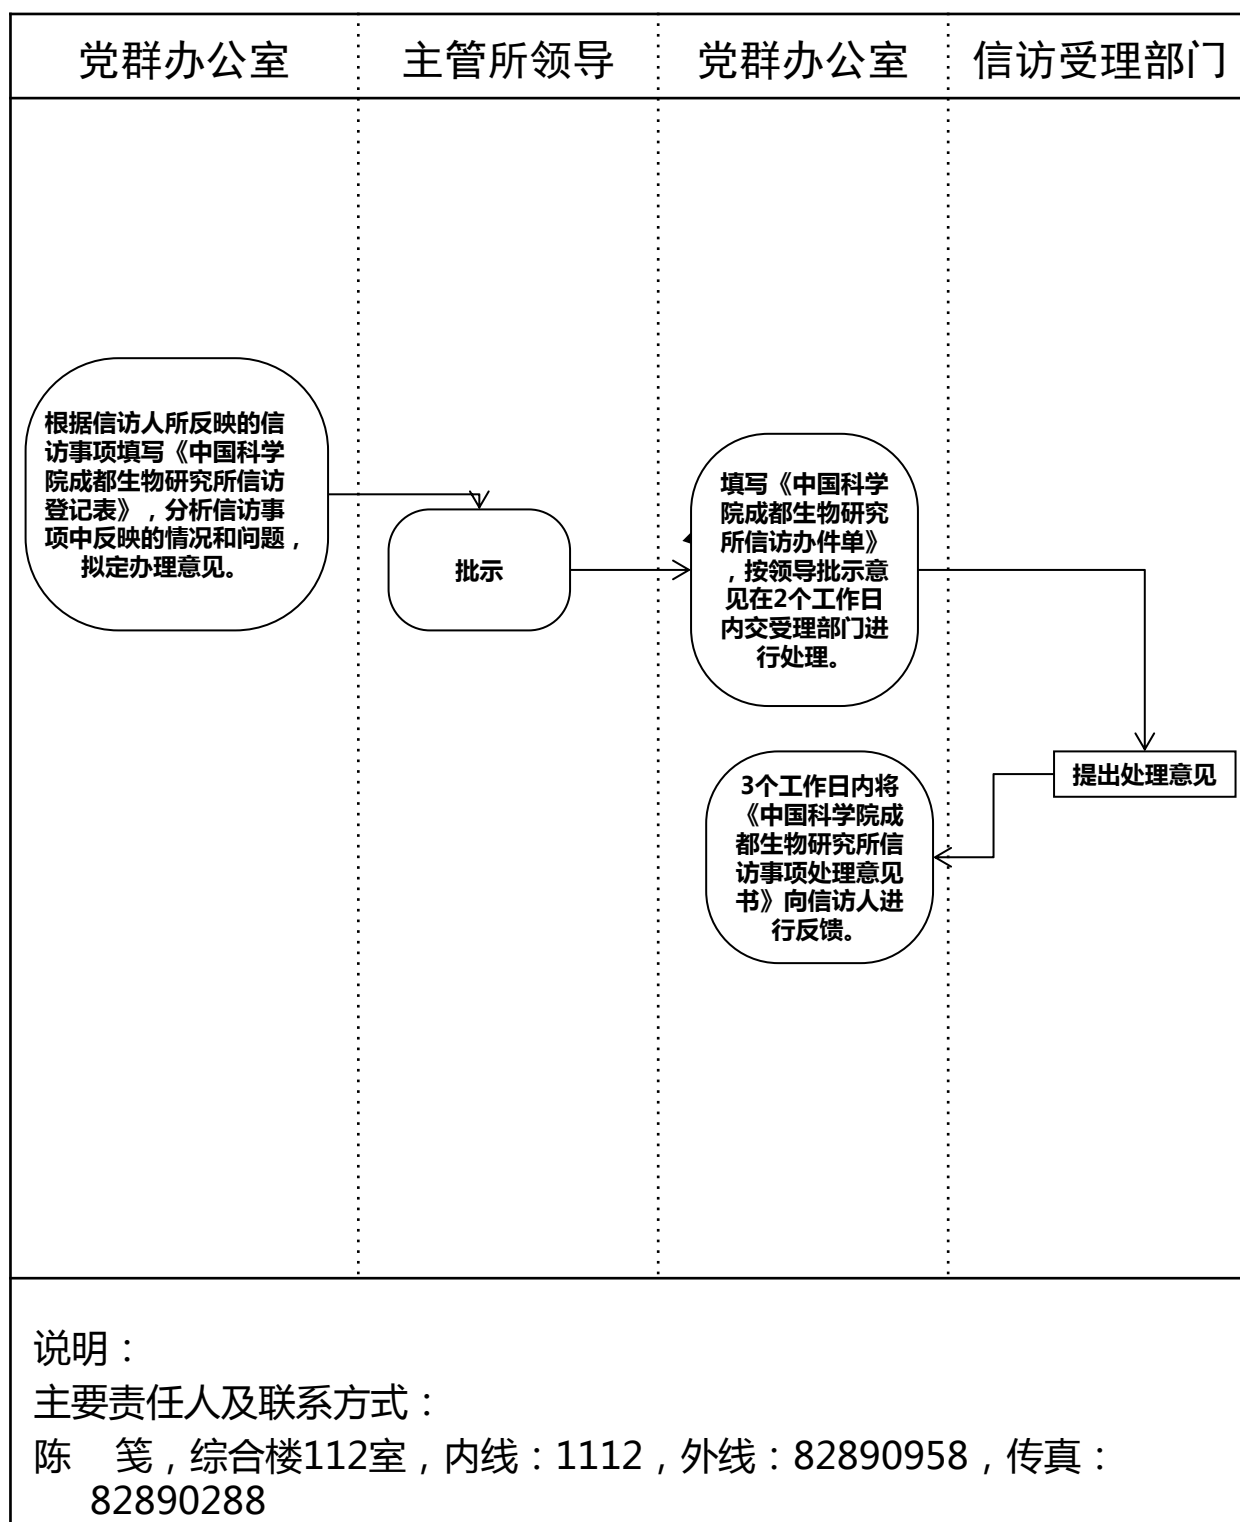 党群办公室
主管所领导
党群办公室
信访受理部门
根据信访人所反映的信
访事项填写《中国科学
院成都生物研究所信访
登记表》，分析信访事
项中反映的情况和问题，
拟定办理意见。
批示
填写《中国科学
院成都生物研究
所信访办件单》
，按领导批示意
见在2个工作日
内交受理部门进
行处理。
提出处理意见
3个工作日内将
《中国科学院成
都生物研究所信
访事项处理意见
书》向信访人进
行反馈。
说明：
主要责任人及联系方式：
陈　笺，综合楼112室，内线：1112，外线：82890958，传真：
82890288